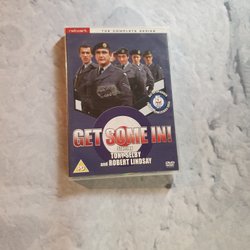 network
THE COMPLETE SERIES
GET SOME IN!
TONY SELBY
and ROBERT LINDSAY
PG
DVD